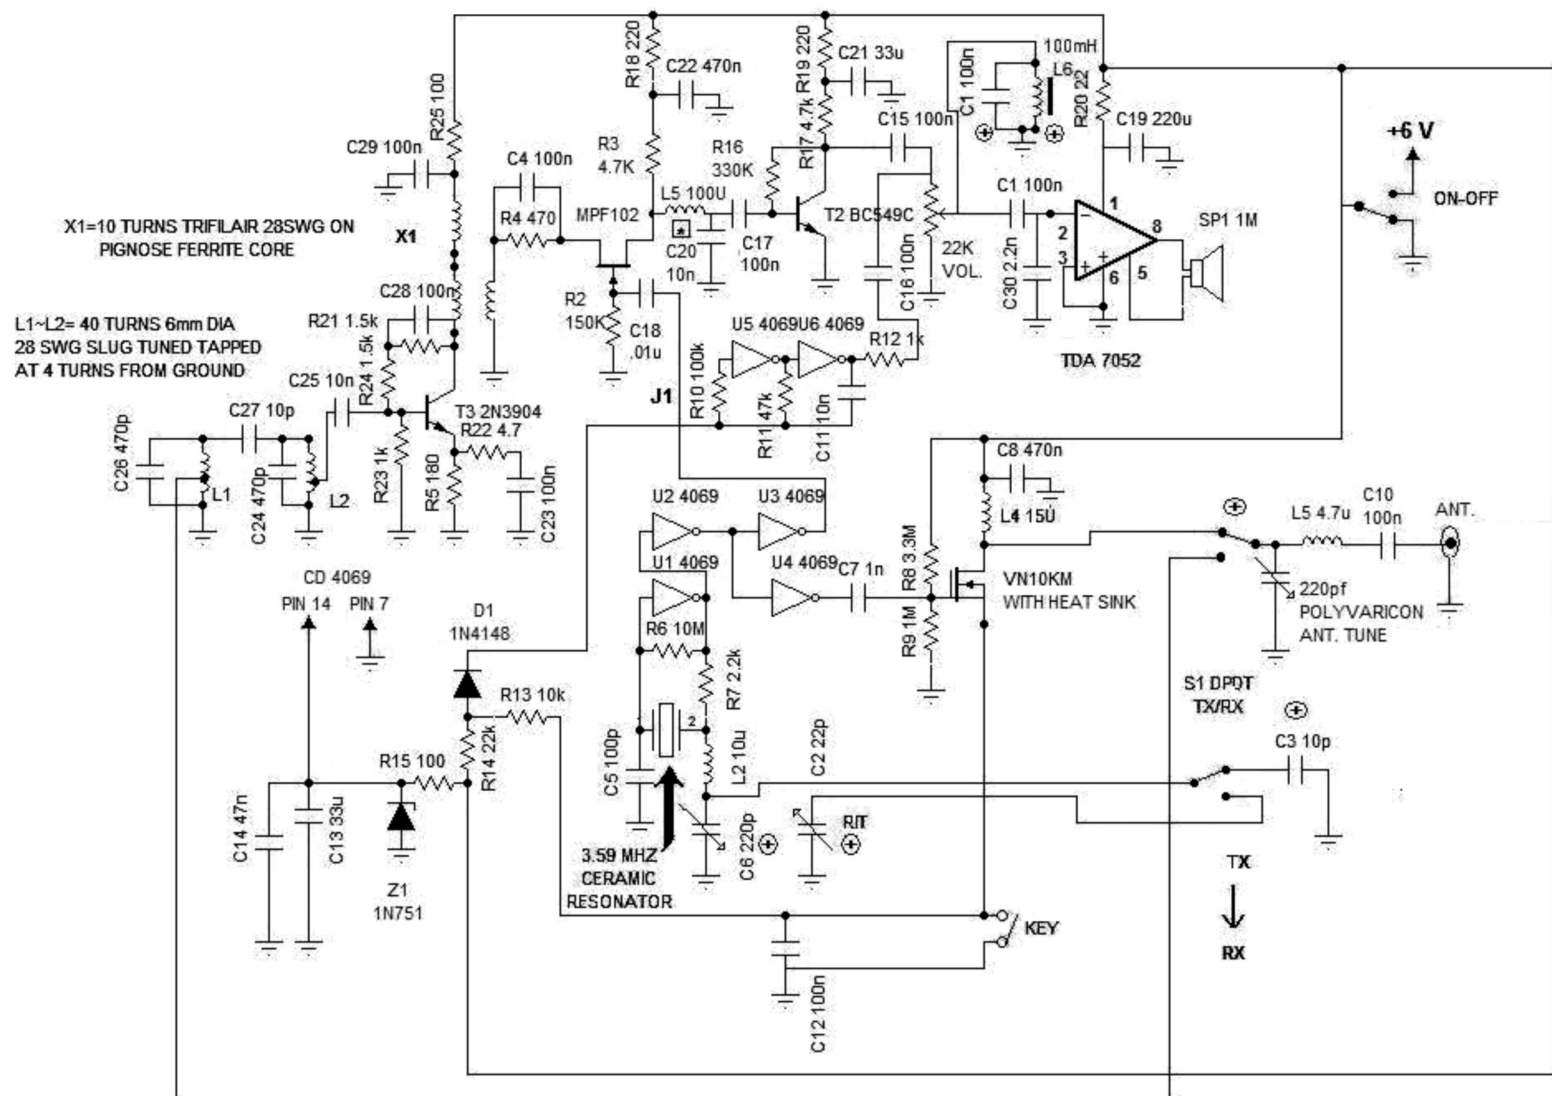 R18 220
C22 470n
R19 220
C21 33u
100mH
L6
C1 100n
R20 22
R25 100
C29 100n
C4 100n
R3
4.7K
R16
330K
R17 4.7k
C15 100n
C19 220u
+6 V
ON-OFF
X1=10 TURNS TRIFILAIR 28SWG ON
PIGNOSE FERRITE CORE
X1
R4 470
MPF102
L5 100U
*
C20
10n
C17
100n
T2 BC549C
C1 100n
1
2
3
6
8
5
SP1 1M
22K
VOL.
C30 2.2n
C16 100n
TDA 7052
C28 100n
R21 1.5k
R24 1.5k
R2
150K
C18
.01u
J1
U5 4069
U6 4069
R12 1k
R10 100k
R11 47k
C11 10n
L1~L2= 40 TURNS 6mm DIA
28 SWG SLUG TUNED TAPPED
AT 4 TURNS FROM GROUND
C25 10n
C27 10p
C26 470p
L1
C24 470p
L2
T3 2N3904
R22 4.7
R23 1k
R5 180
C23 100n
U2 4069
U3 4069
U1 4069
U4 4069
C7 1n
R6 10M
R7 2.2k
R8 3.3M
R9 1M
C8 470n
L4 15U
VN10KM
WITH HEAT SINK
L5 4.7u
C10
100n
ANT.
220pf
POLYVARICON
ANT. TUNE
CD 4069
PIN 14
PIN 7
D1
1N4148
R13 10k
R14 22k
R15 100
C14 47n
C13 33u
Z1
1N751
2
C5 100p
L2 10u
C2 22p
C6 220p
RIT
3.59 MHZ
CERAMIC
RESONATOR
S1 DPDT
TX/RX
C3 10p
TX
RX
KEY
C12 100n